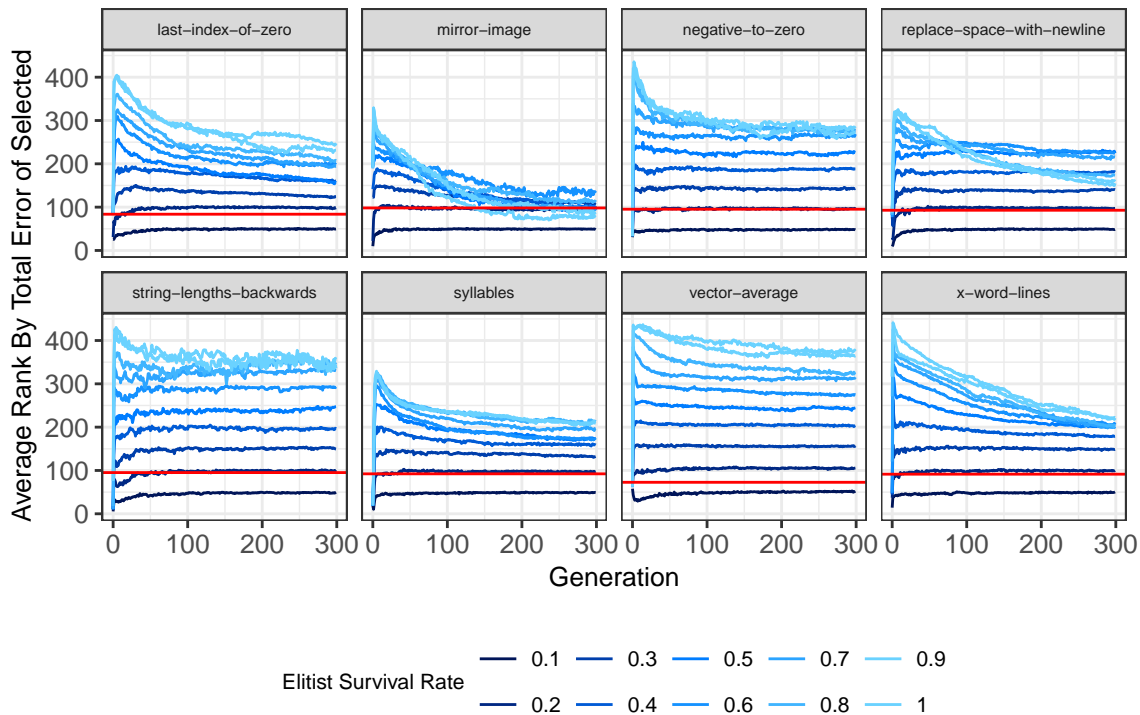 Average Rank By Total Error of Selected
last−index−of−zero mirror−image negative−to−zero replace−space−with−newline
400
300
200
100
0
string−lengths−backwards syllables vector−average x−word−lines
400
300
200
100
0
0 100 200 300 0 100 200 300 0 100 200 300 0 100 200 300
Generation
Elitist Survival Rate
0.1 0.3 0.5 0.7 0.9
0.2 0.4 0.6 0.8 1